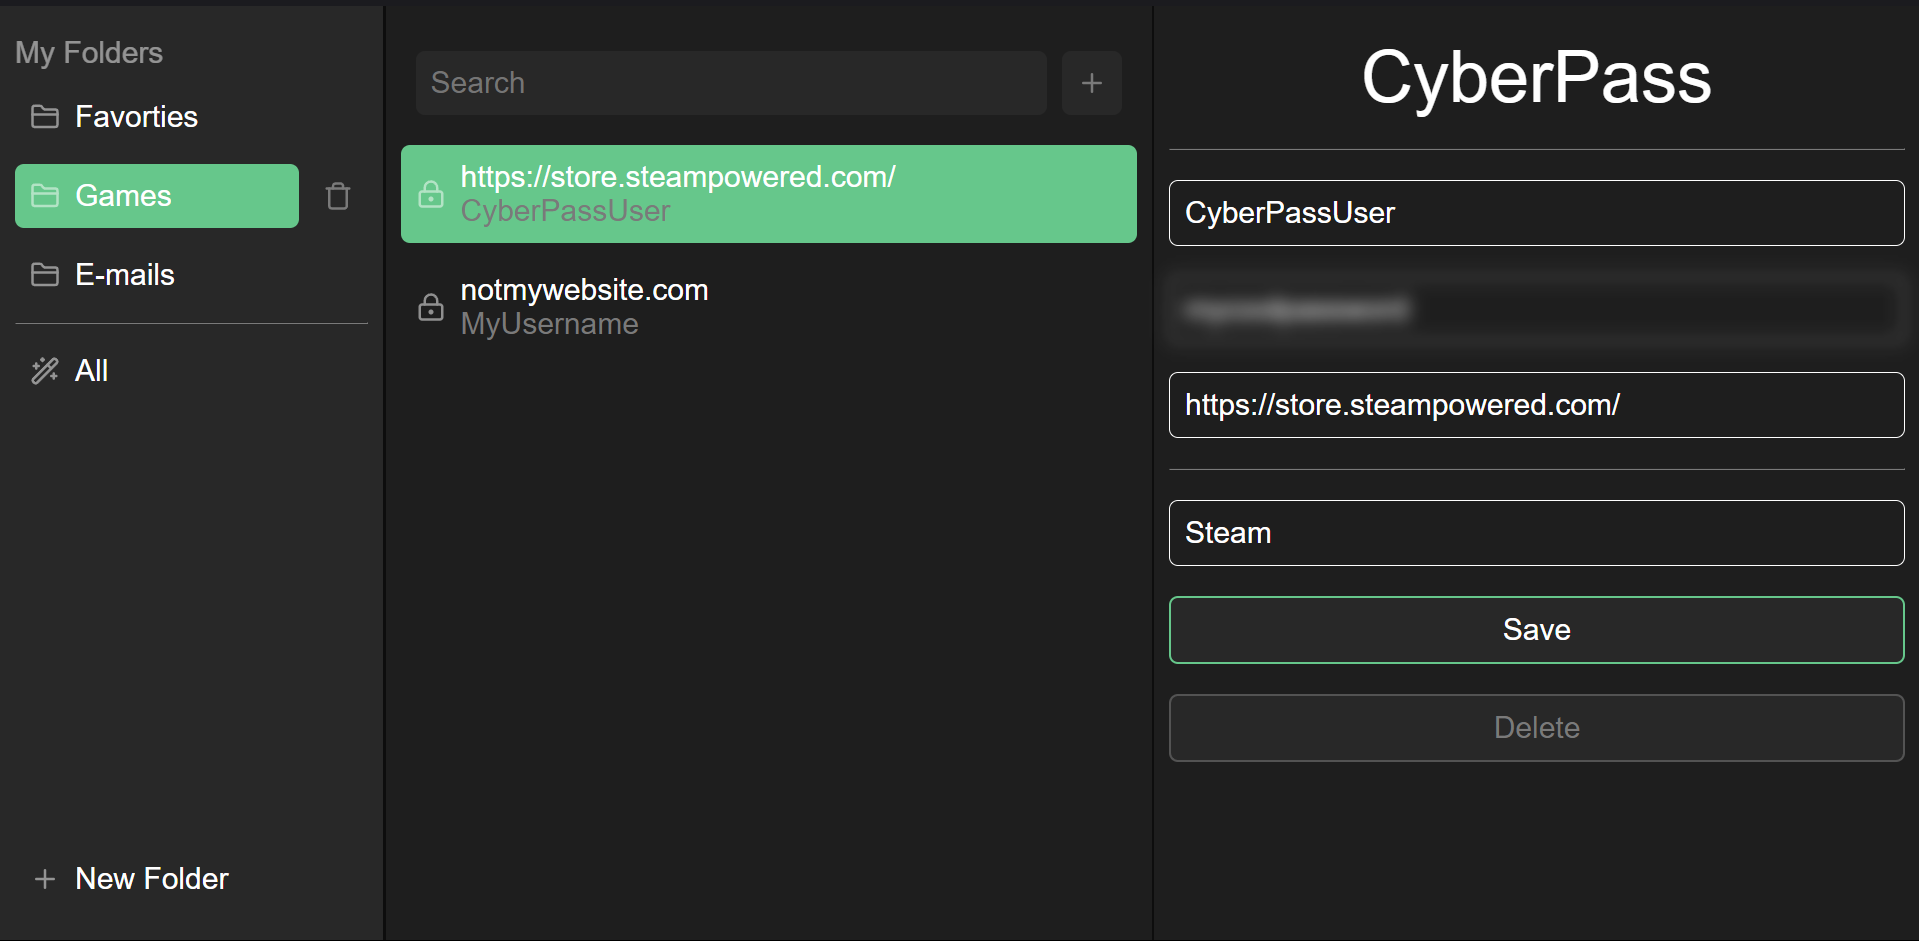 My Folders
Favorties
Games
E-mails
All
New Folder
Search
https://store.steampowered.com/
CyberPassUser
notmywebsite.com
MyUsername
CyberPass
CyberPassUser
https://store.steampowered.com/
Steam
Save
Delete